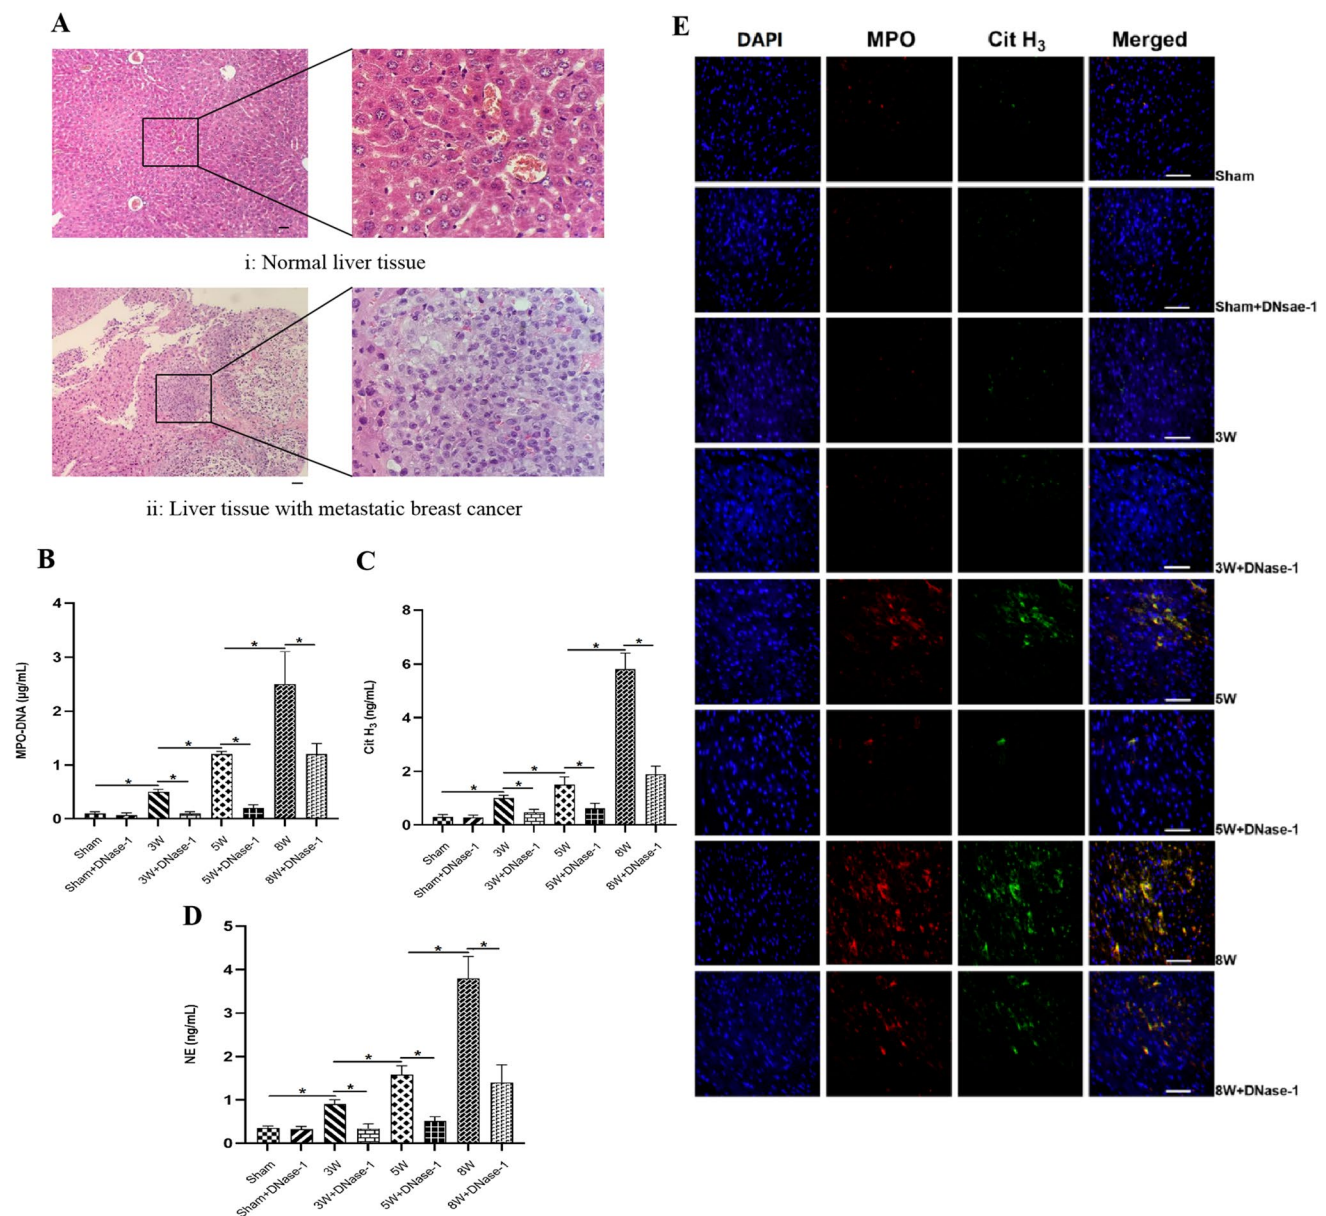 A
i: Normal liver tissue
ii: Liver tissue with metastatic breast cancer
B
MPO-DNA (µg/mL)
4
3
2
1
0
* * * * * *
Sham
Sham+DNase-1
3W
3W+DNase-1
5W
5W+DNase-1
8W
8W+DNase-1
C
Cit H3 (ng/mL)
8
6
4
2
0
* * * * * *
Sham
Sham+DNase-1
3W
3W+DNase-1
5W
5W+DNase-1
8W
8W+DNase-1
D
NE (ng/mL)
5
4
3
2
1
0
* * * * * *
Sham
Sham+DNase-1
3W
3W+DNase-1
5W
5W+DNase-1
8W
8W+DNase-1
E
DAPI MPO Cit H3 Merged
Sham
Sham+DNsae-1
3W
3W+DNase-1
5W
5W+DNase-1
8W
8W+DNase-1